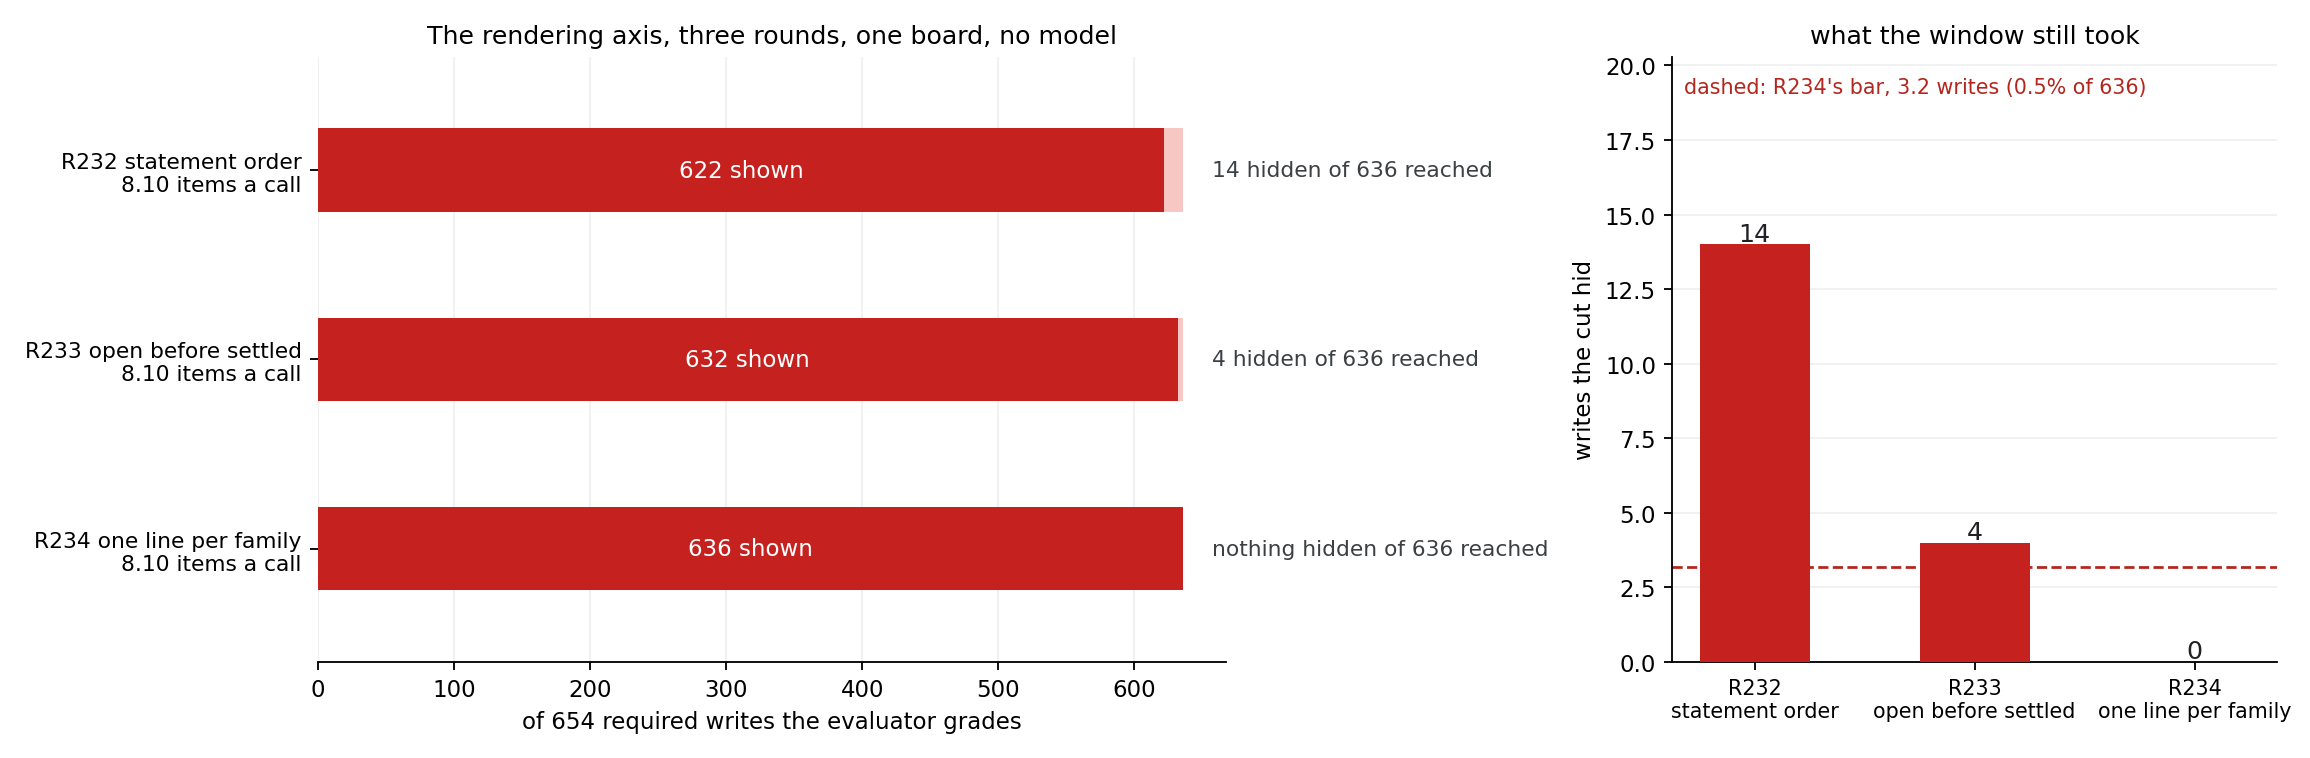 The rendering axis, three rounds, one board, no model
R232 statement order
8.10 items a call
622 shown
14 hidden of 636 reached
R233 open before settled
8.10 items a call
632 shown
4 hidden of 636 reached
R234 one line per family
8.10 items a call
636 shown
nothing hidden of 636 reached
0 100 200 300 400 500 600
of 654 required writes the evaluator grades
what the window still took
dashed: R234's bar, 3.2 writes (0.5% of 636)
writes the cut hid
20.0
17.5
15.0
12.5
10.0
7.5
5.0
2.5
0.0
14
4
0
R232
statement order
R233
open before settled
R234
one line per family